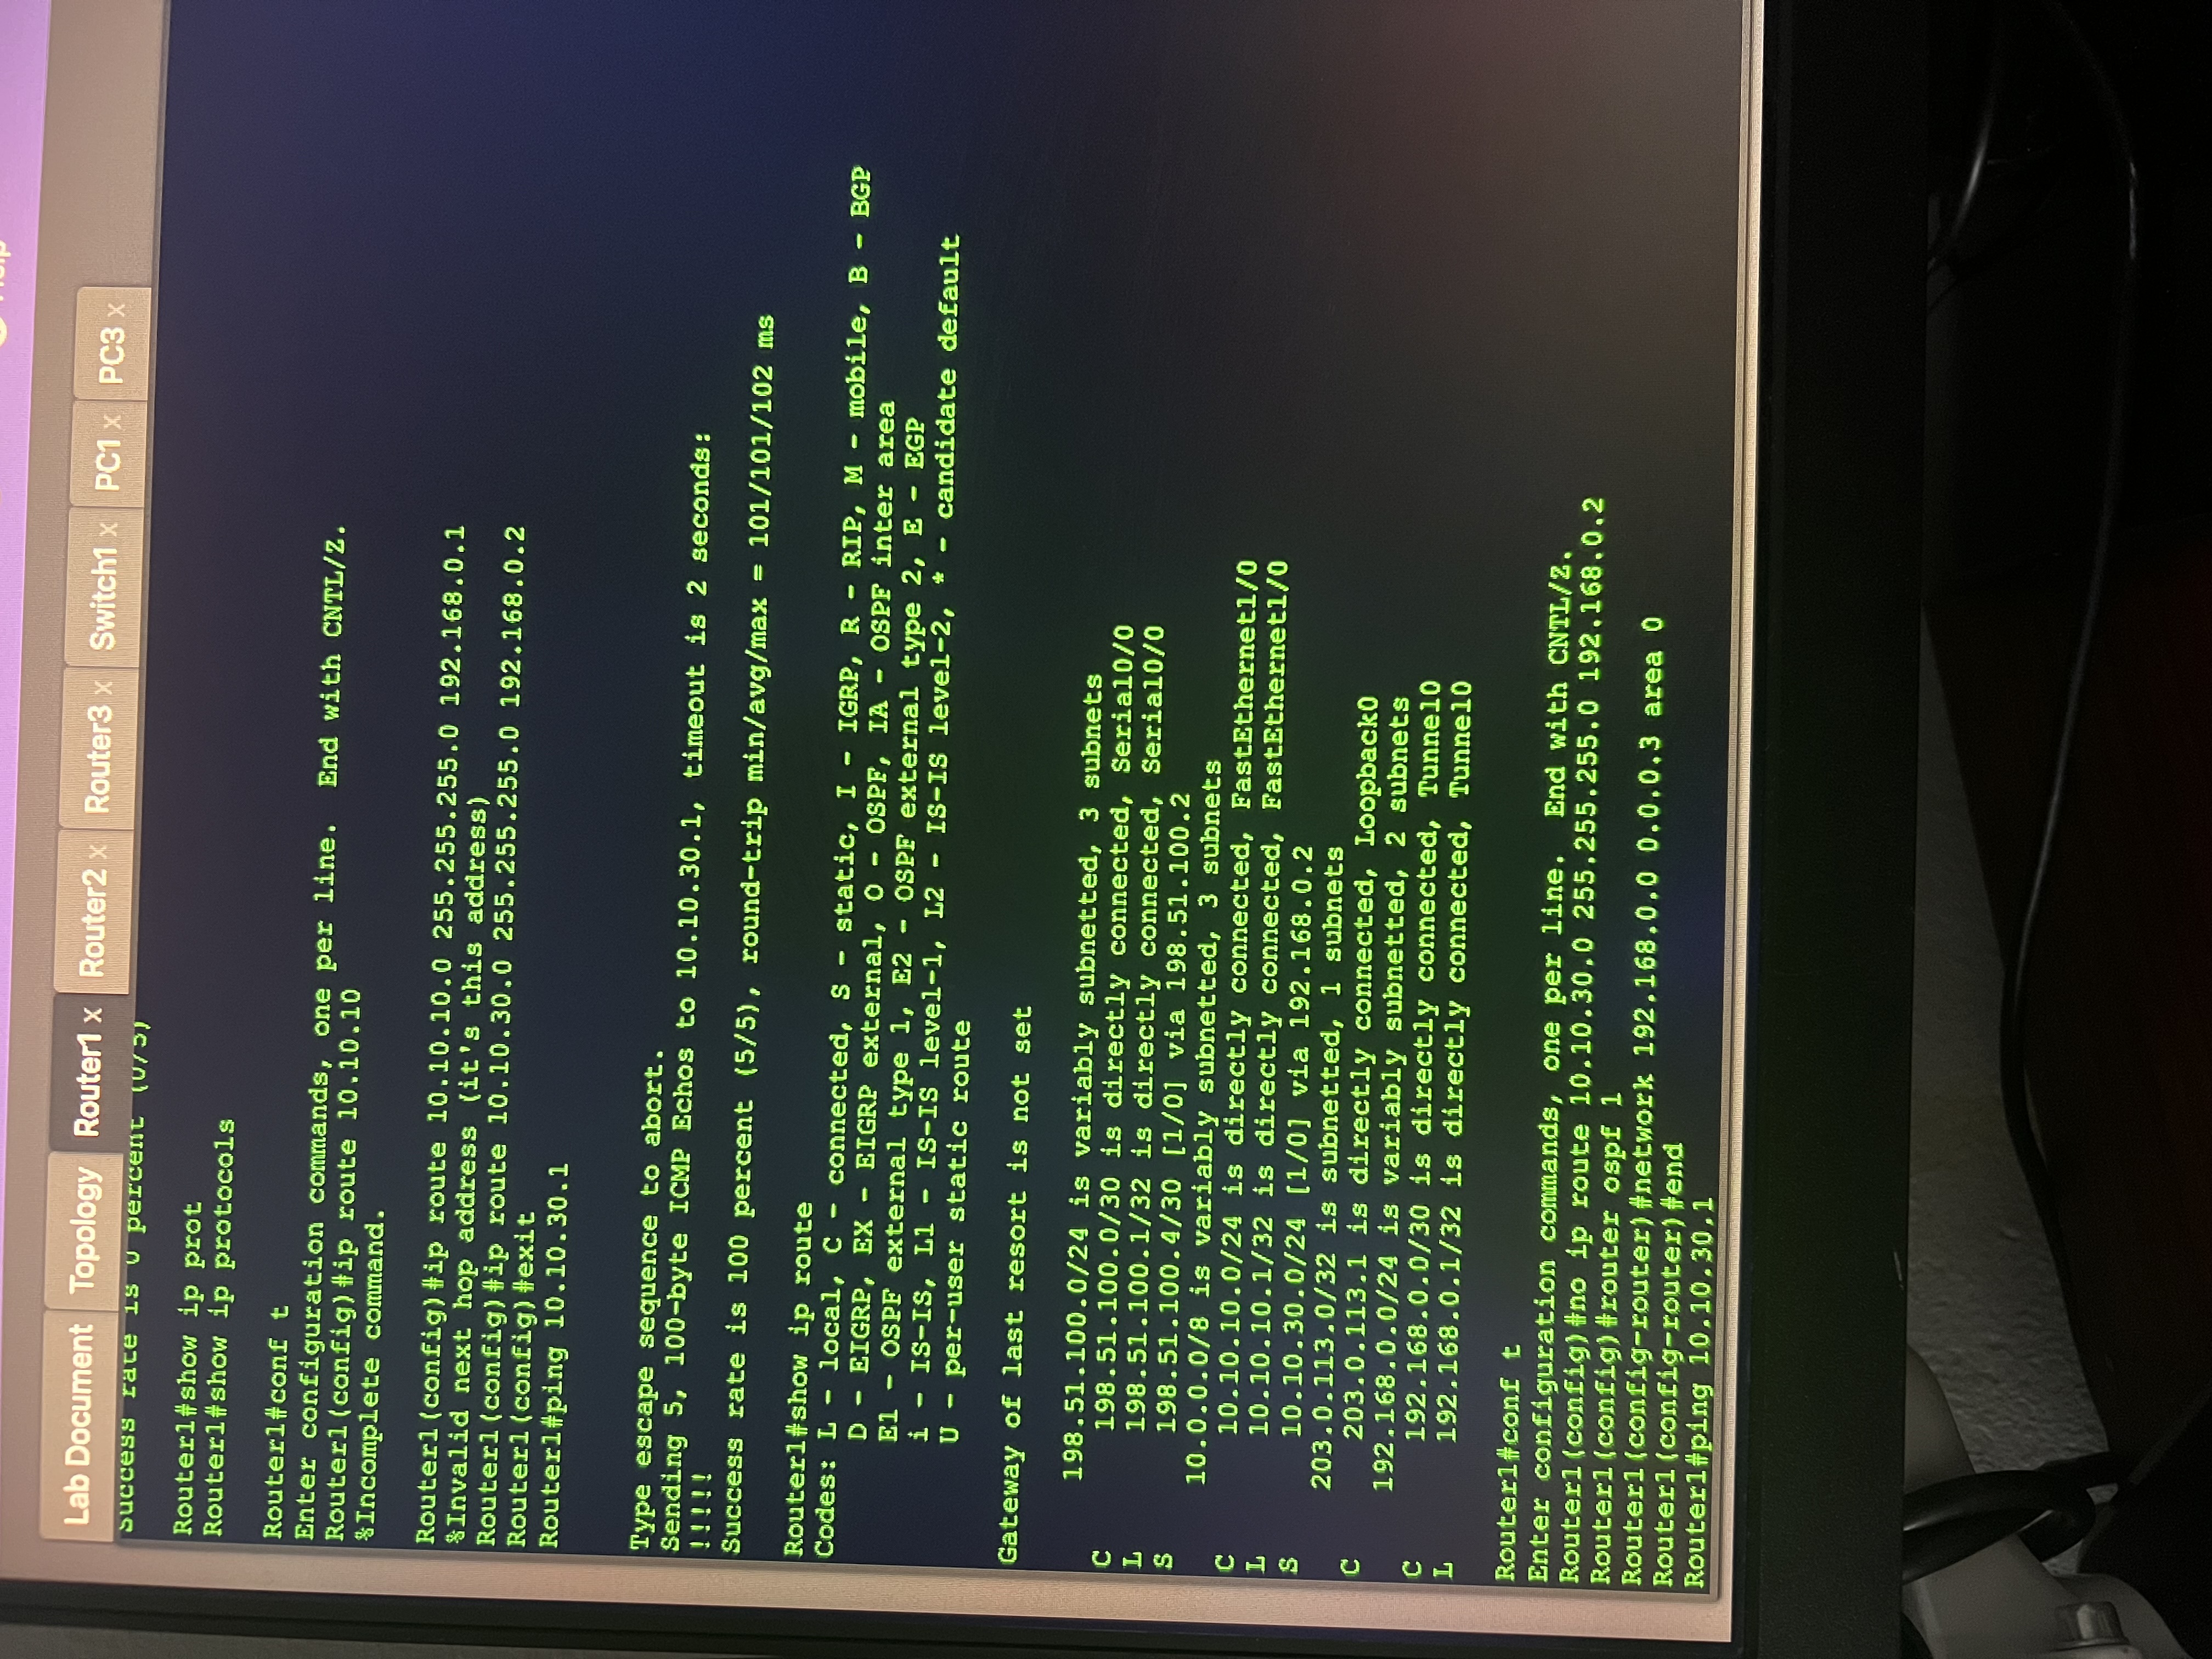 Help
Lab Document Topology Router1 x Router2 x Router3 x Switch1 x PC1 x PC3 x
Success rate is 0 percent (0/5)
Router1#show ip prot
Router1#show ip protocols
Router1#conf t
Enter configuration commands, one per line.  End with CNTL/Z.
Router1(config)#ip route 10.10.10
%Incomplete command.
Router1(config)#ip route 10.10.10.0 255.255.255.0 192.168.0.1
%Invalid next hop address (it's this address)
Router1(config)#ip route 10.10.30.0 255.255.255.0 192.168.0.2
Router1(config)#exit
Router1#ping 10.10.30.1
Type escape sequence to abort.
Sending 5, 100-byte ICMP Echos to 10.10.30.1, timeout is 2 seconds:
!!!!!
Success rate is 100 percent (5/5), round-trip min/avg/max = 101/101/102 ms
Router1#show ip route
Codes: L - local, C - connected, S - static, I - IGRP, R - RIP, M - mobile, B - BGP
D - EIGRP, EX - EIGRP external, O - OSPF, IA - OSPF inter area
E1 - OSPF external type 1, E2 - OSPF external type 2, E - EGP
i - IS-IS, L1 - IS-IS level-1, L2 - IS-IS level-2, * - candidate default
U - per-user static route
Gateway of last resort is not set
198.51.100.0/24 is variably subnetted, 3 subnets
C 198.51.100.0/30 is directly connected, Serial0/0
L 198.51.100.1/32 is directly connected, Serial0/0
S 198.51.100.4/30 [1/0] via 198.51.100.2
10.0.0.0/8 is variably subnetted, 3 subnets
C 10.10.10.0/24 is directly connected, FastEthernet1/0
L 10.10.10.1/32 is directly connected, FastEthernet1/0
S 10.10.30.0/24 [1/0] via 192.168.0.2
203.0.113.0/32 is subnetted, 1 subnets
C 203.0.113.1 is directly connected, Loopback0
192.168.0.0/24 is variably subnetted, 2 subnets
C 192.168.0.0/30 is directly connected, Tunnel0
L 192.168.0.1/32 is directly connected, Tunnel0
Router1#conf t
Enter configuration commands, one per line.  End with CNTL/Z.
Router1(config)#no ip route 10.10.30.0 255.255.255.0 192.168.0.2
Router1(config)#router ospf 1
Router1(config-router)#network 192.168.0.0 0.0.0.3 area 0
Router1(config-router)#end
Router1#ping 10.10.30.1